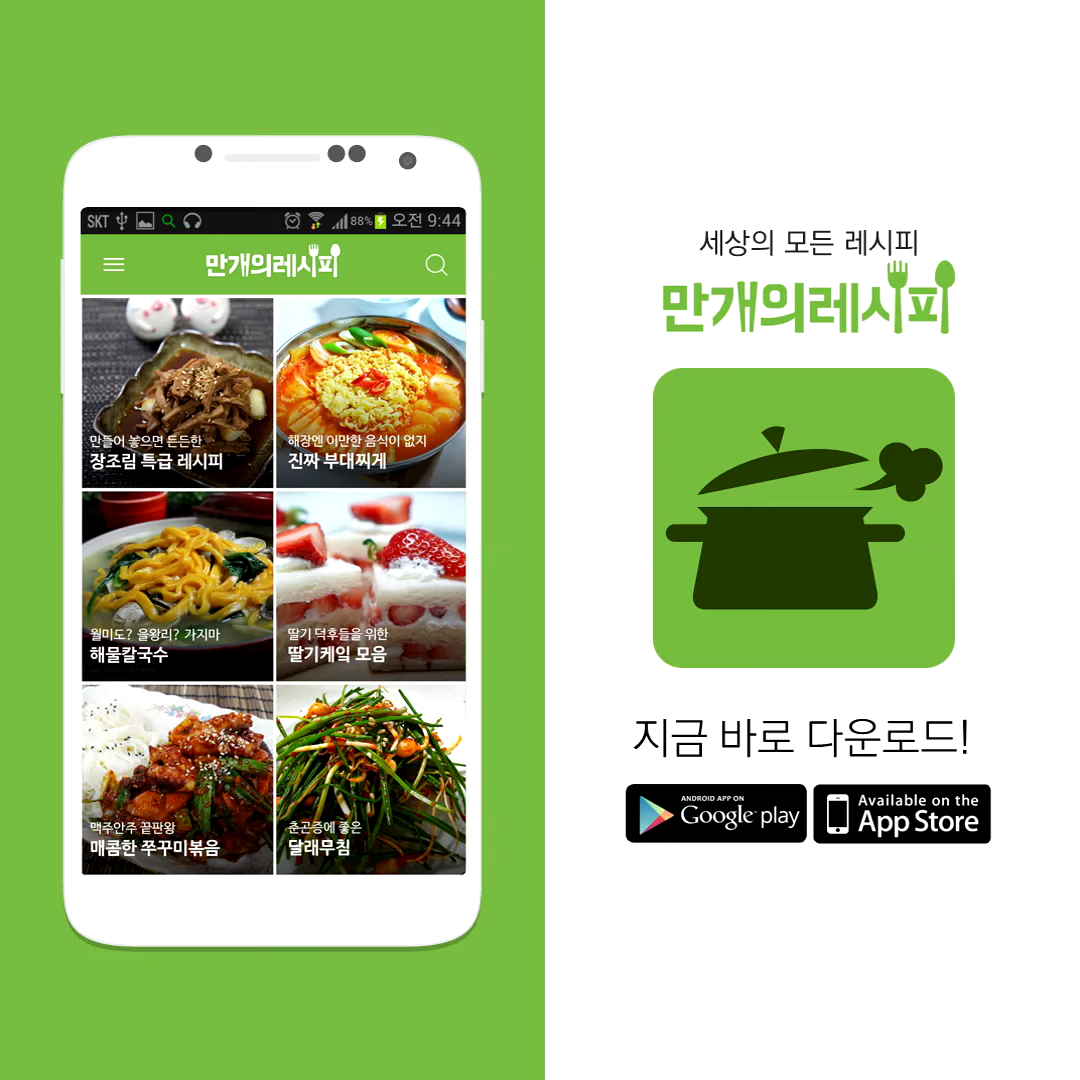 SKT 88% 오전 9:44
만개의레시피
만들어 놓으면 든든한
장조림 특급 레시피
해장엔 이만한 음식이 없지
진짜 부대찌게
월미도? 을왕리? 가지마
해물칼국수
딸기 덕후들을 위한
딸기케잌 모음
맥주안주 끝판왕
매콤한 쭈꾸미볶음
춘곤증에 좋은
달래무침
세상의 모든 레시피
만개의레시피
지금 바로 다운로드!
ANDROID APP ON
Google play
Available on the
App Store